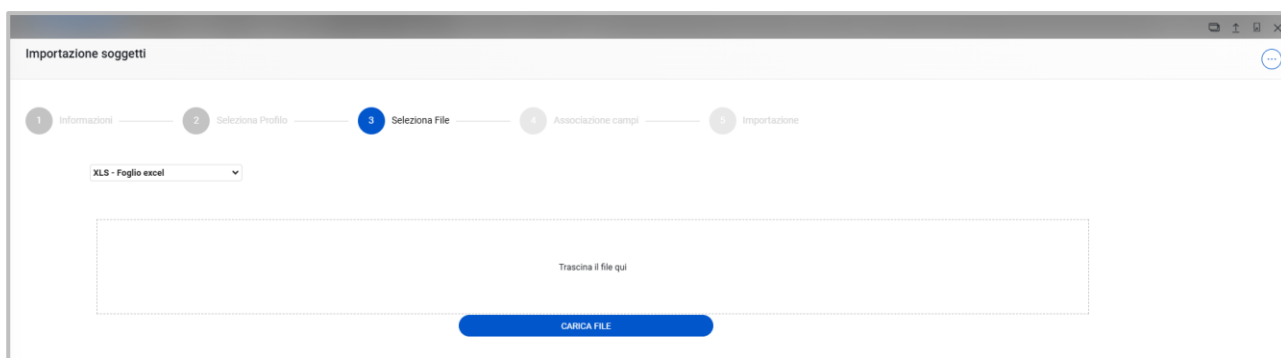 Importazione soggetti
1 Informazioni 2 Seleziona Profilo 3 Seleziona File 4 Associazione campi 5 Importazione
XLS - Foglio excel
Trascina il file qui
CARICA FILE